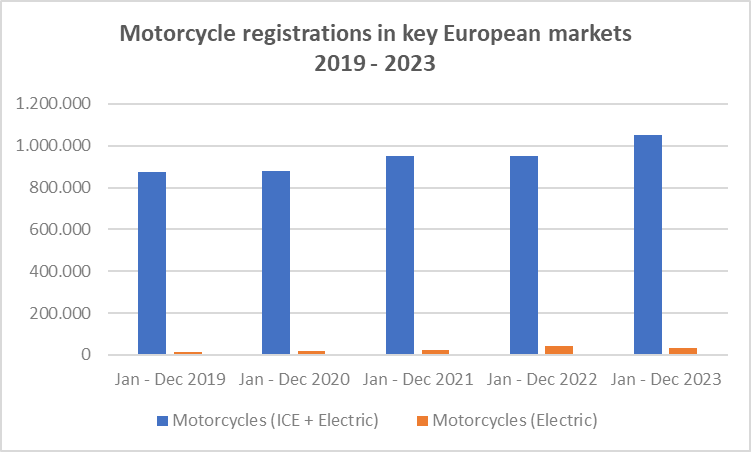 Motorcycle registrations in key European markets
2019 - 2023
1.200.000
1.000.000
800.000
600.000
400.000
200.000
0
Jan - Dec 2019
Jan - Dec 2020
Jan - Dec 2021
Jan - Dec 2022
Jan - Dec 2023
Motorcycles (ICE + Electric)
Motorcycles (Electric)